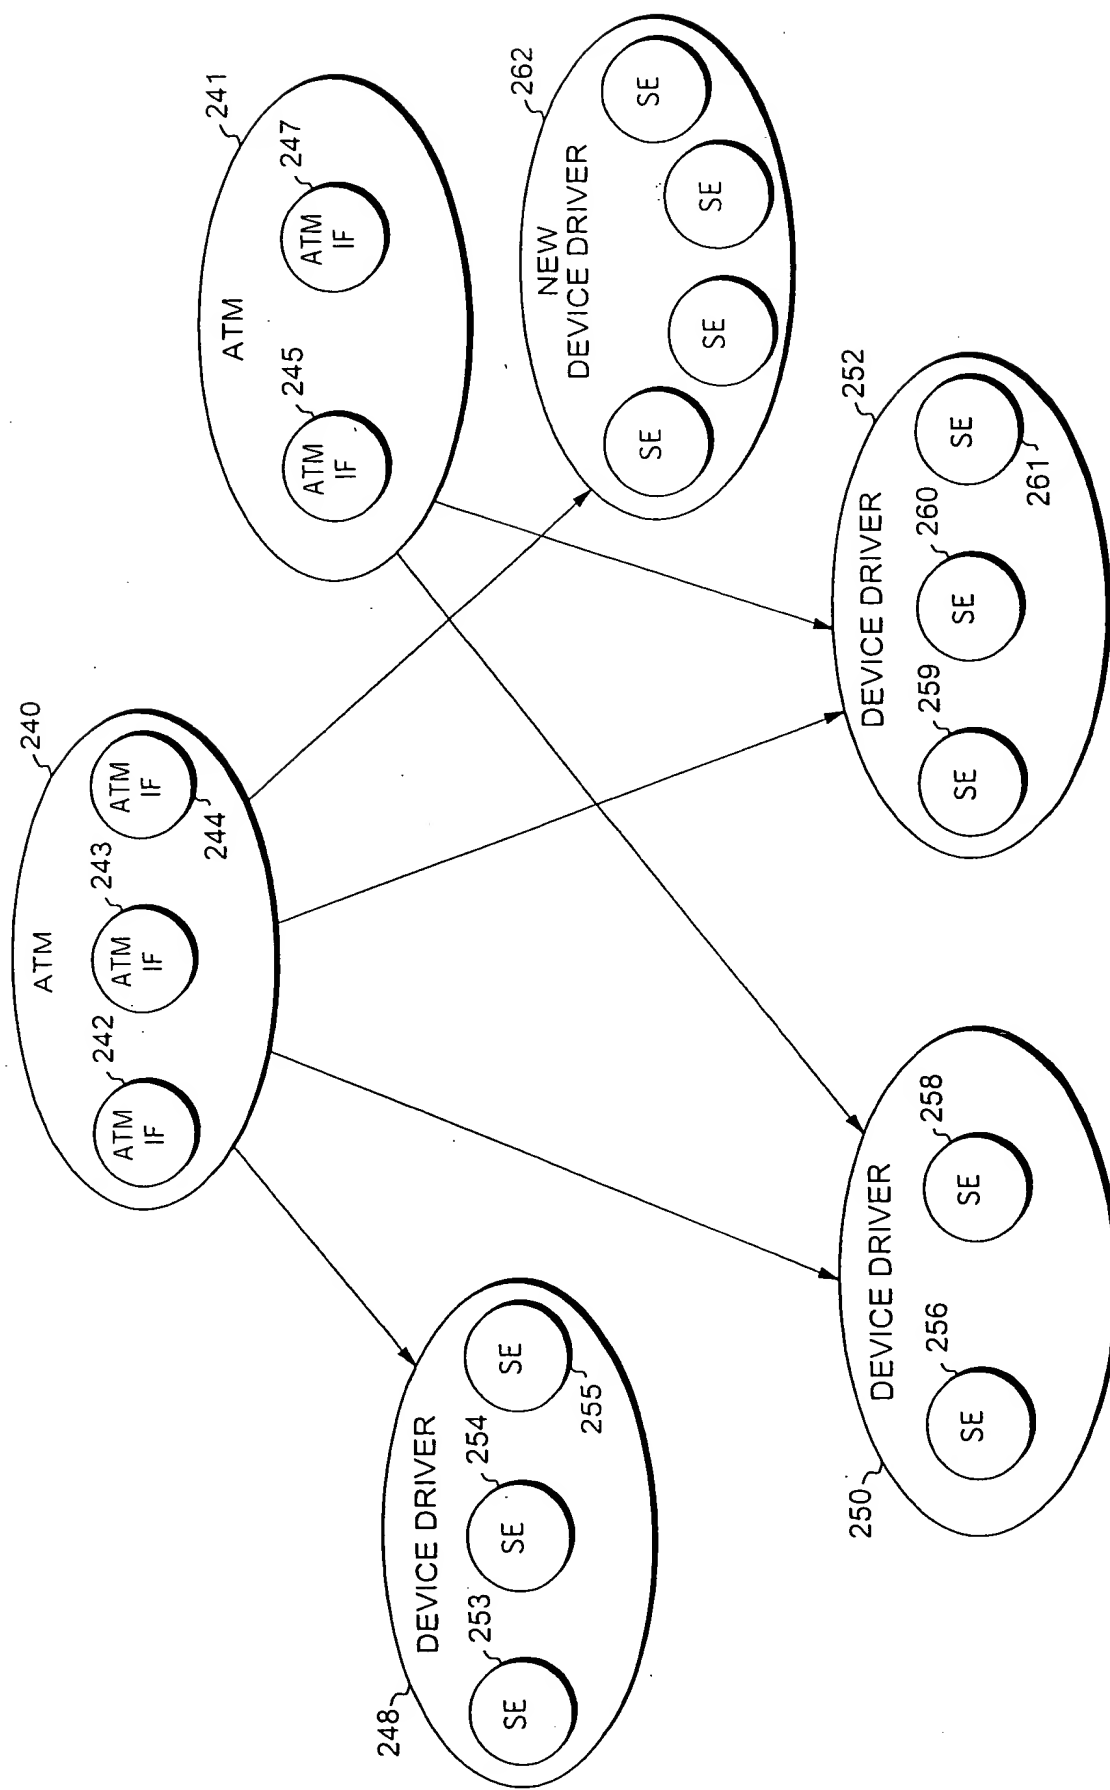 240
ATM
242
ATM
IF
243
ATM
IF
ATM
IF
244
241
ATM
245
ATM
IF
247
ATM
IF
248
DEVICE DRIVER
253
SE
254
SE
SE
255
NEW
DEVICE DRIVER
262
SE
SE
SE
SE
250
DEVICE DRIVER
256
SE
258
SE
252
DEVICE DRIVER
259
SE
260
SE
SE
261